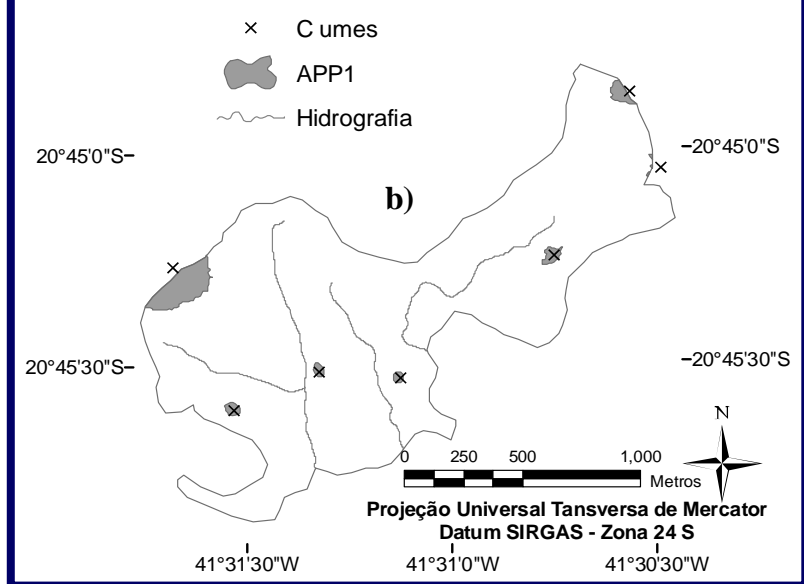 C umes
APP1
Hidrografia
20°45'0"S
20°45'0"S
b)
20°45'30"S
20°45'30"S
N
0 250 500 1,000
Metros
Projeção Universal Tansversa de Mercator
Datum SIRGAS - Zona 24 S
41°31'30"W 41°31'0"W 41°30'30"W